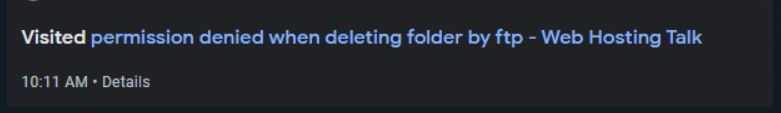 Visited permission denied when deleting folder by ftp - Web Hosting Talk
10:11 AM • Details